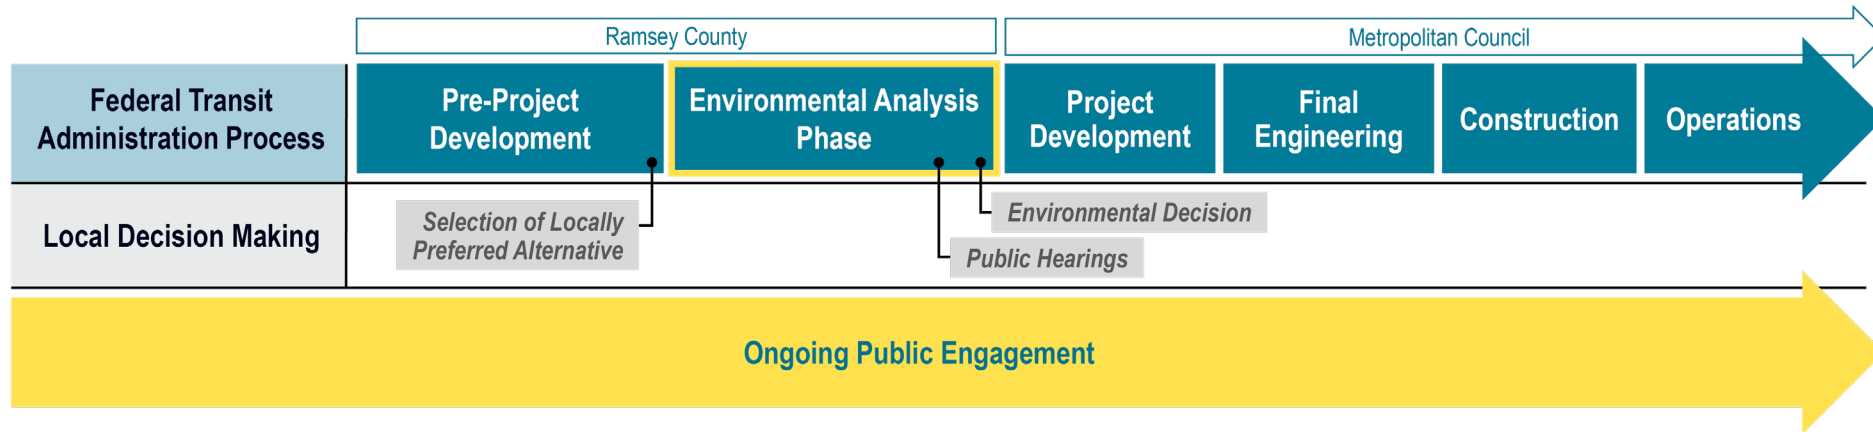 Ramsey County
Metropolitan Council
Federal Transit
Administration Process
Pre-Project
Development
Environmental Analysis
Phase
Project
Development
Final
Engineering
Construction
Operations
Local Decision Making
Selection of Locally
Preferred Alternative
Environmental Decision
Public Hearings
Ongoing Public Engagement